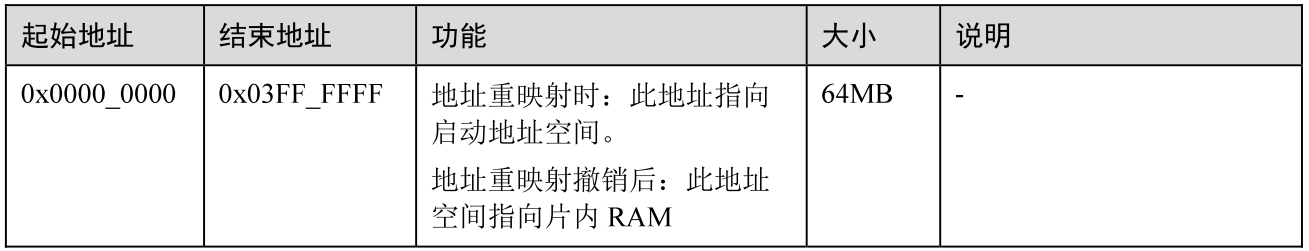 起始地址 结束地址 功能 大小 说明
0x0000_0000 0x03FF_FFFF 地址重映射时：此地址指向 64MB -
启动地址空间。
地址重映射撤销后：此地址
空间指向片内 RAM